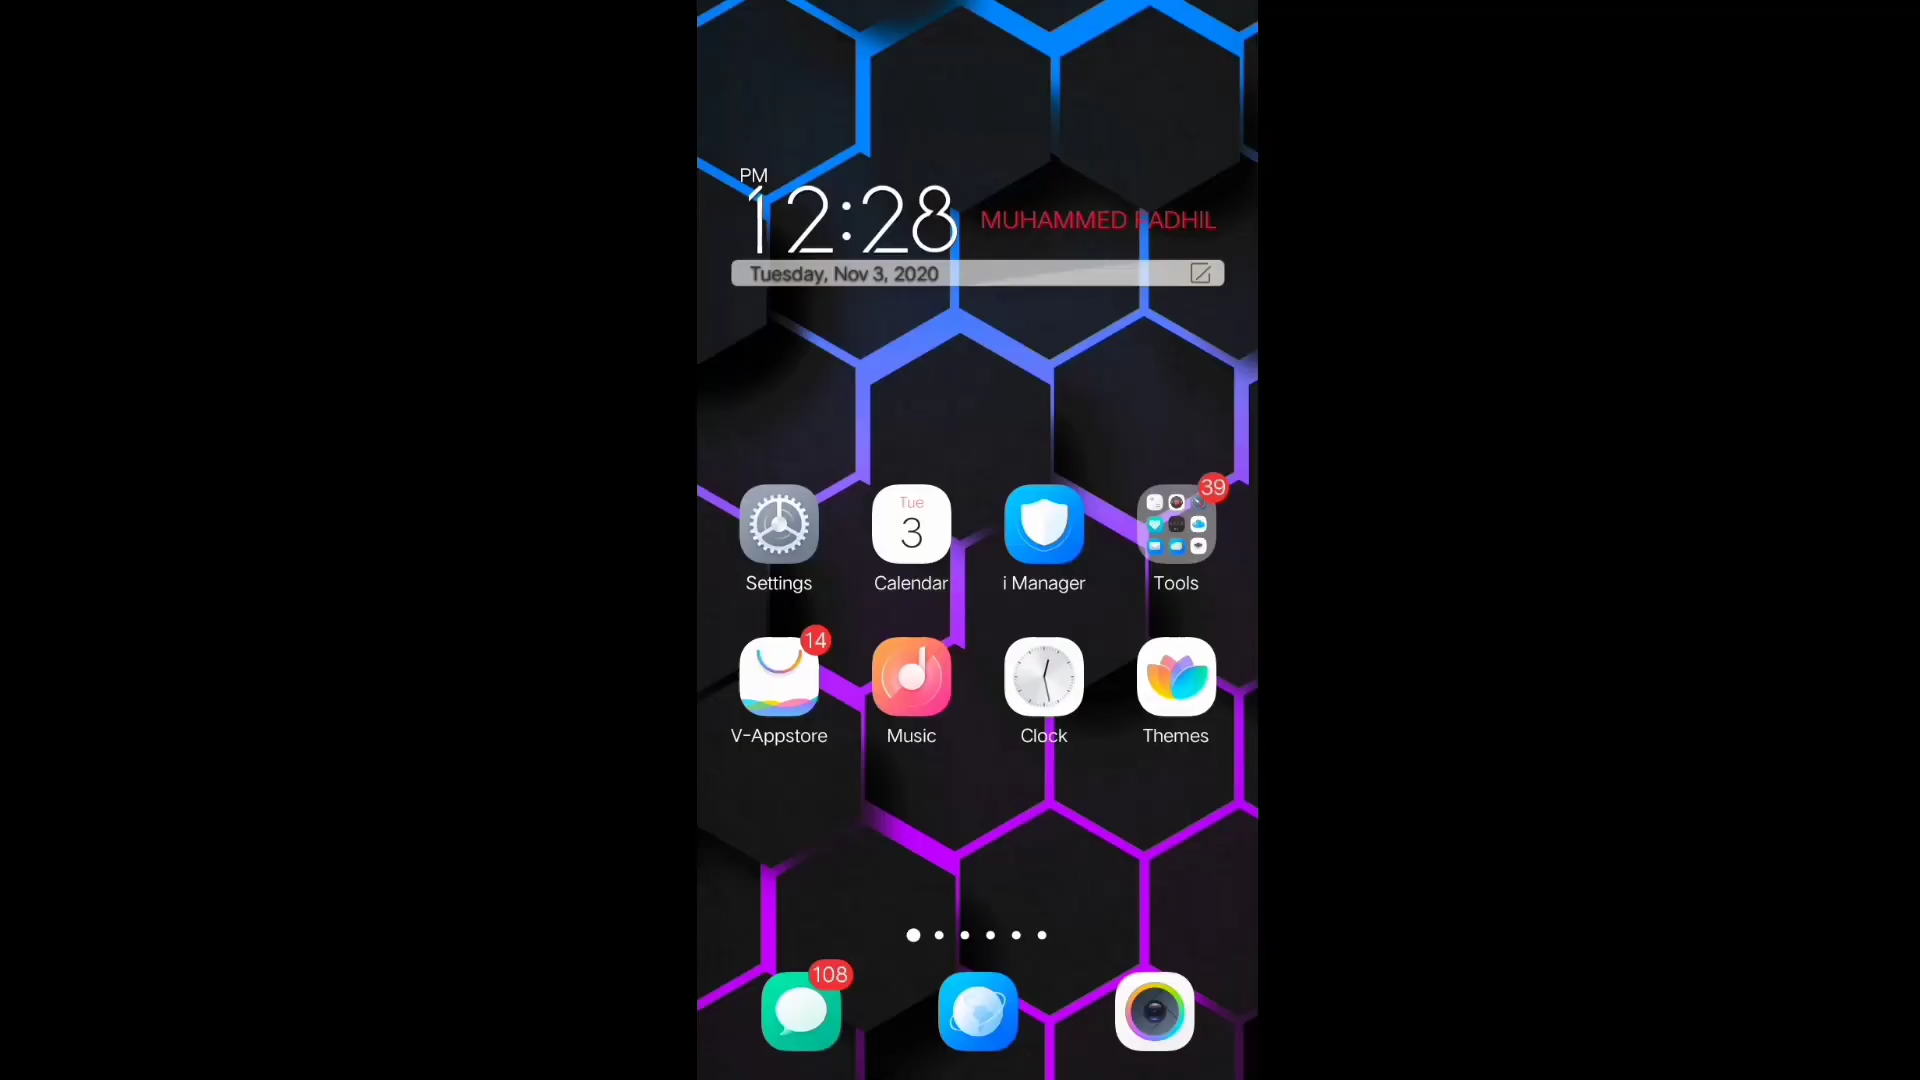 PM
12:28
MUHAMMED FADHIL
Tuesday, Nov 3, 2020
39
Tue
3
Settings
Calendar
i Manager
Tools
14
V-Appstore
Music
Clock
Themes
108